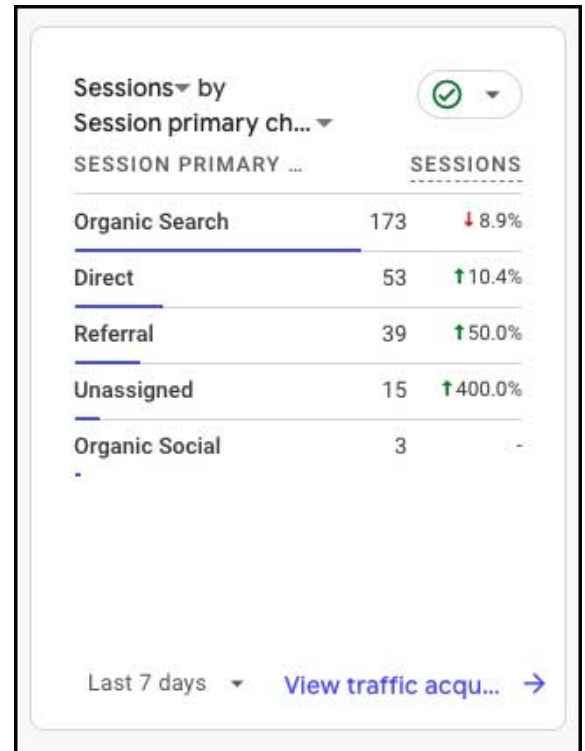 Sessions by
Session primary ch...
SESSION PRIMARY ... SESSIONS
Organic Search 173 ↓ 8.9%
Direct 53 ↑ 10.4%
Referral 39 ↑ 50.0%
Unassigned 15 ↑ 400.0%
Organic Social 3 -
Last 7 days View traffic acqu... →